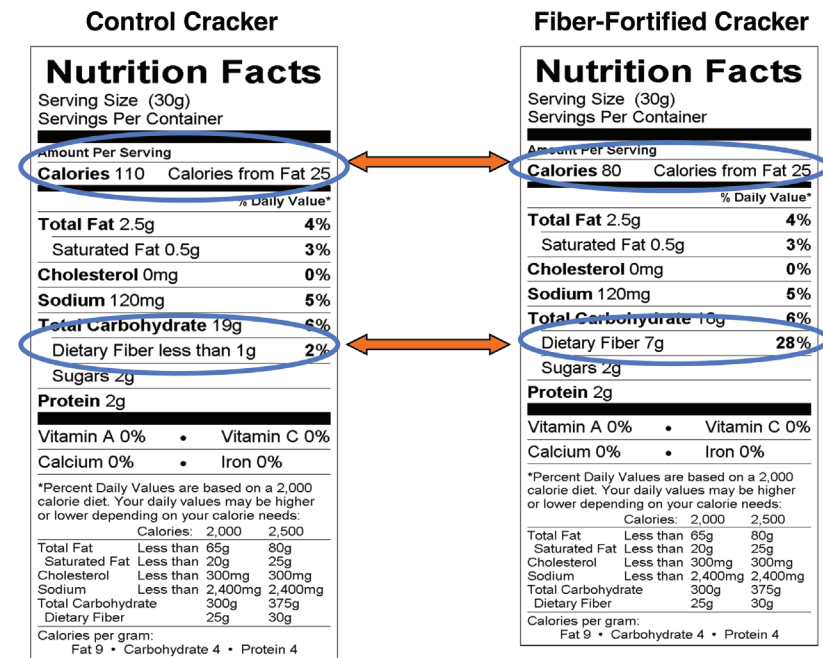 Control Cracker
Nutrition Facts
Serving Size (30g)
Servings Per Container
Amount Per Serving
Calories 110 Calories from Fat 25
% Daily Value*
Total Fat 2.5g 4%
Saturated Fat 0.5g 3%
Cholesterol 0mg 0%
Sodium 120mg 5%
Total Carbohydrate 19g 6%
Dietary Fiber less than 1g 2%
Sugars 2g
Protein 2g
Vitamin A 0% • Vitamin C 0%
Calcium 0% • Iron 0%
*Percent Daily Values are based on a 2,000
calorie diet. Your daily values may be higher
or lower depending on your calorie needs:
Calories: 2,000 2,500
Total Fat Less than 65g 80g
Saturated Fat Less than 20g 25g
Cholesterol Less than 300mg 300mg
Sodium Less than 2,400mg 2,400mg
Total Carbohydrate 300g 375g
Dietary Fiber 25g 30g
Calories per gram:
Fat 9 • Carbohydrate 4 • Protein 4
Fiber-Fortified Cracker
Nutrition Facts
Serving Size (30g)
Servings Per Container
Amount Per Serving
Calories 80 Calories from Fat 25
% Daily Value*
Total Fat 2.5g 4%
Saturated Fat 0.5g 3%
Cholesterol 0mg 0%
Sodium 120mg 5%
Total Carbohydrate 18g 6%
Dietary Fiber 7g 28%
Sugars 2g
Protein 2g
Vitamin A 0% • Vitamin C 0%
Calcium 0% • Iron 0%
*Percent Daily Values are based on a 2,000
calorie diet. Your daily values may be higher
or lower depending on your calorie needs:
Calories: 2,000 2,500
Total Fat Less than 65g 80g
Saturated Fat Less than 20g 25g
Cholesterol Less than 300mg 300mg
Sodium Less than 2,400mg 2,400mg
Total Carbohydrate 300g 375g
Dietary Fiber 25g 30g
Calories per gram:
Fat 9 • Carbohydrate 4 • Protein 4